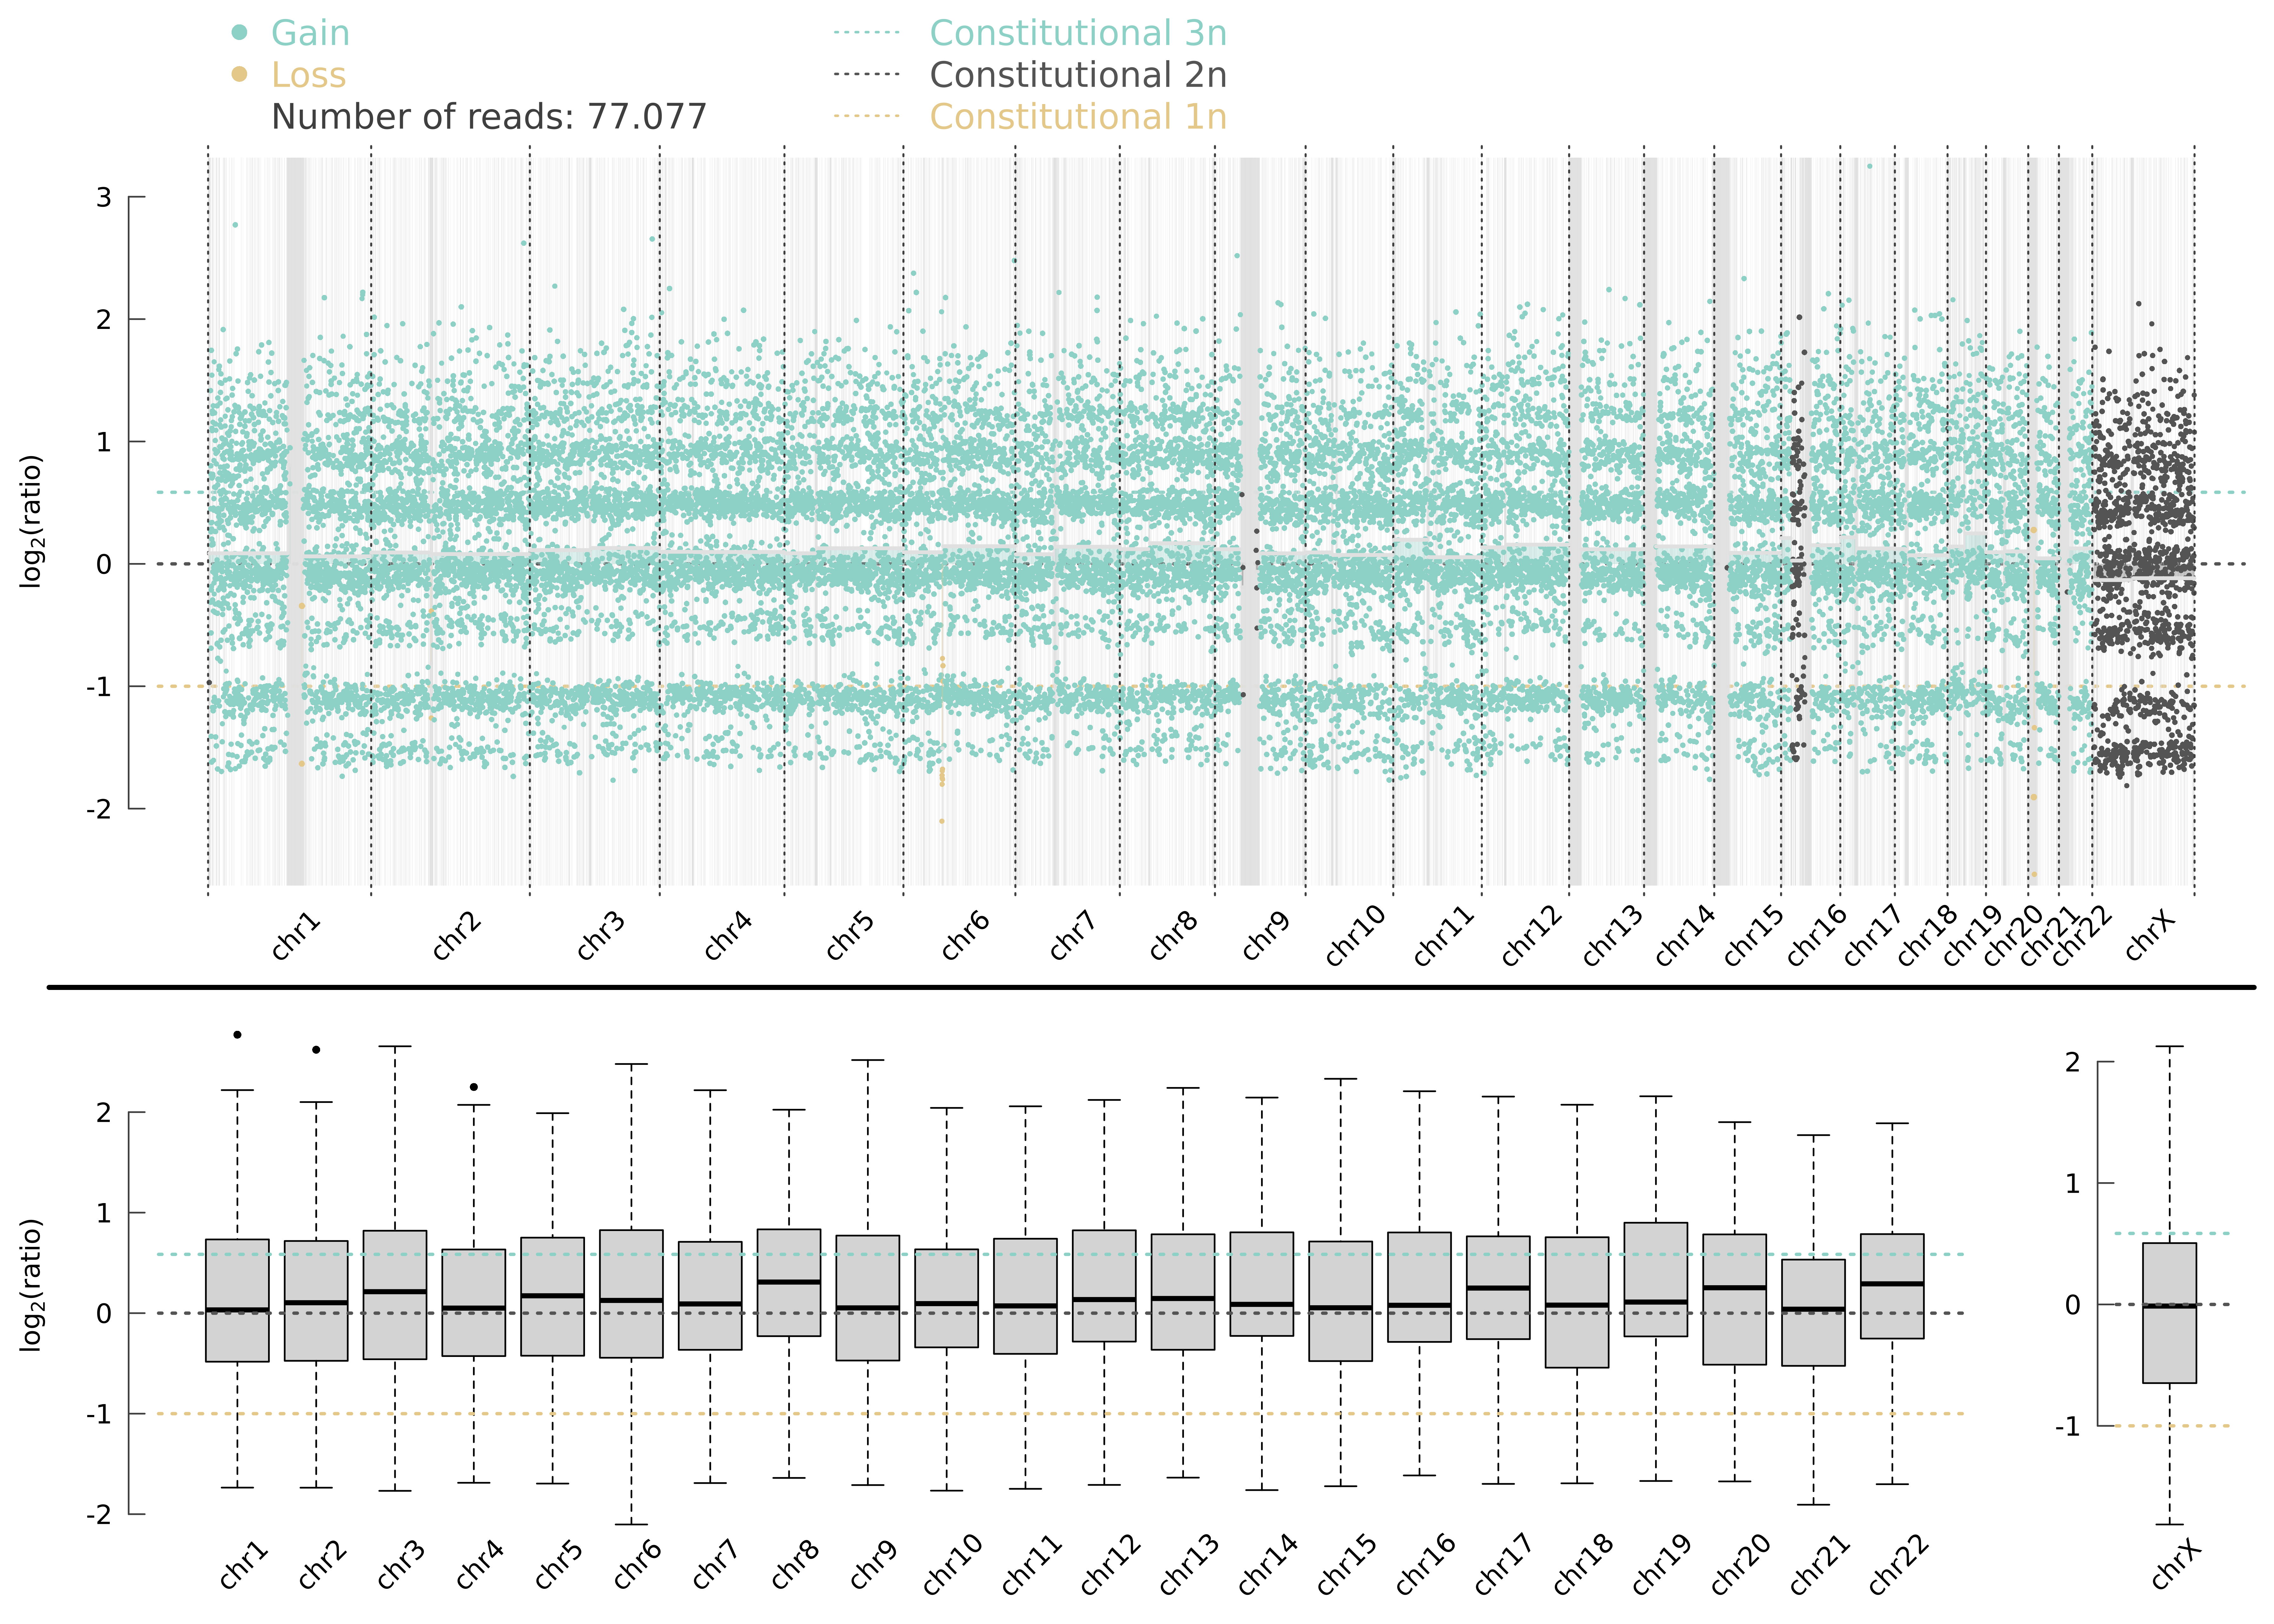 Gain
Loss
Number of reads: 77.077
Constitutional 3n
Constitutional 2n
Constitutional 1n
log2(ratio)
3
2
1
0
-1
-2
chr1 chr2 chr3 chr4 chr5 chr6 chr7 chr8 chr9 chr10 chr11 chr12 chr13 chr14 chr15 chr16 chr17 chr18 chr19 chr20 chr21 chr22 chrX
log2(ratio)
2
1
0
-1
-2
chr1 chr2 chr3 chr4 chr5 chr6 chr7 chr8 chr9 chr10 chr11 chr12 chr13 chr14 chr15 chr16 chr17 chr18 chr19 chr20 chr21 chr22
2
1
0
-1
chrX